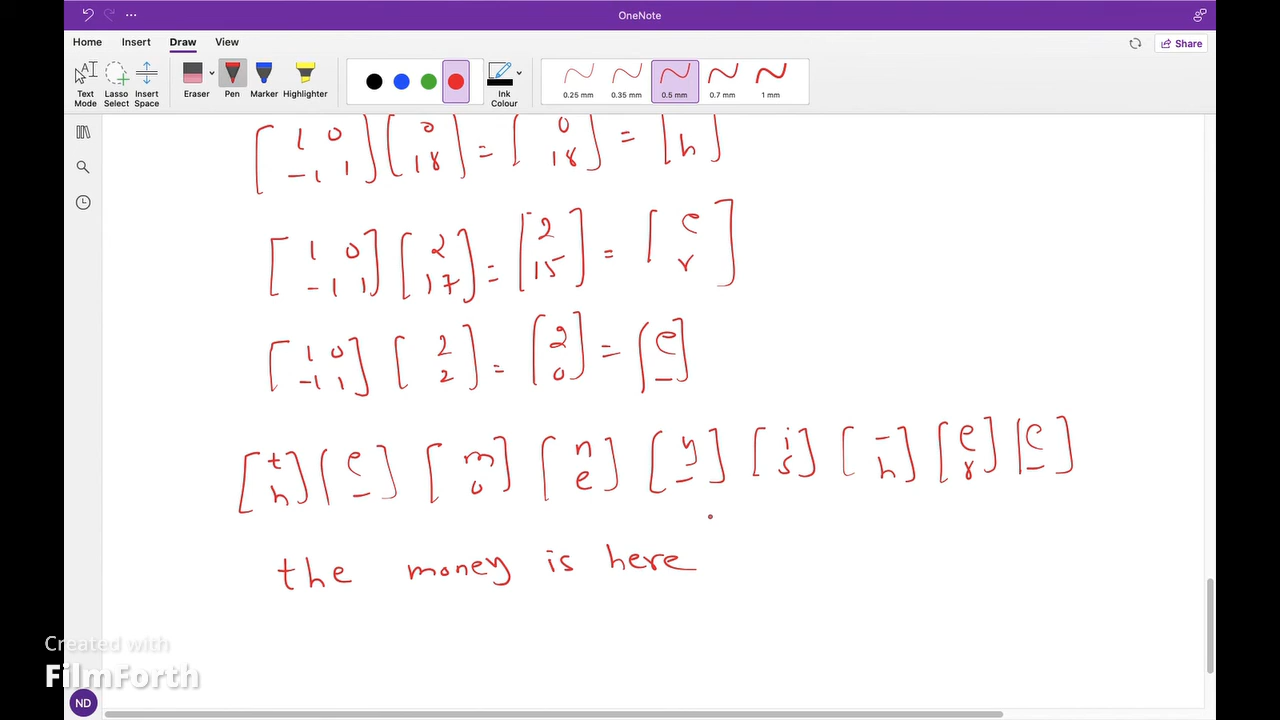 OneNote
Home Insert Draw View
Share
Text Mode Lasso Select Insert Space Eraser Pen Marker Highlighter Ink Colour 0.25 mm 0.35 mm 0.5 mm 0.7 mm 1 mm
[1 0 -1 1] [0 18] = [0 18] = [ h]
[1 0 -1 1] [2 17] = [2 15] = [e r]
[1 0 -1 1] [2 2] = [2 0] = [e _]
[t h] [e _] [m o] [n e] [y _] [i s] [_ h] [e r] [e _]
the money is here
Created with
FilmForth
ND